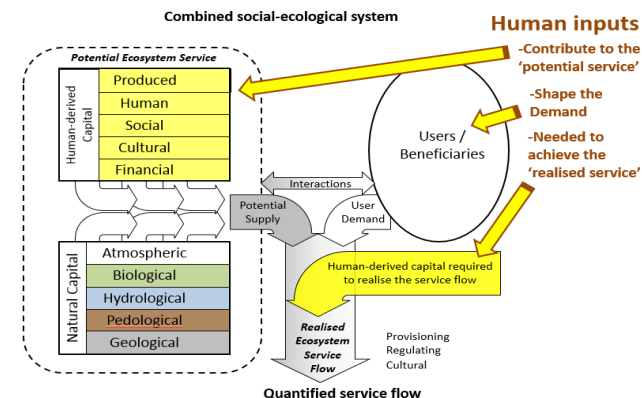 Combined social-ecological system
Human inputs
-Contribute to the
‘potential service’
-Shape the
Demand
-Needed to
achieve the
‘realised service’
Potential Ecosystem Service
Human-derived
Capital
Produced
Human
Social
Cultural
Financial
Users /
Beneficiaries
Interactions
Potential
Supply
User
Demand
Natural Capital
Atmospheric
Biological
Hydrological
Pedological
Geological
Human-derived capital required
to realise the service flow
Realised
Ecosystem
Service
Flow
Provisioning
Regulating
Cultural
Quantified service flow